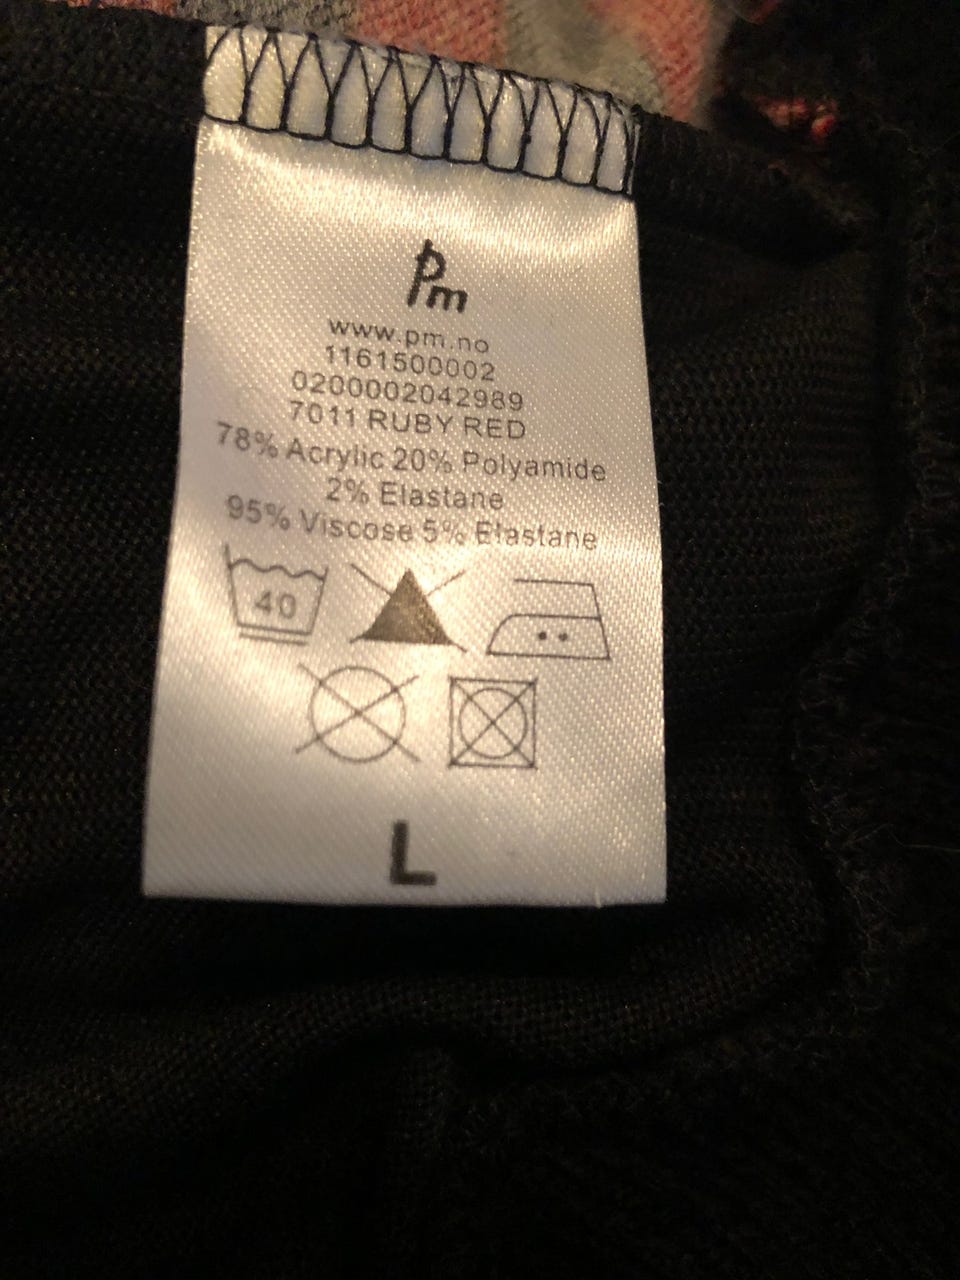 Pm
www.pm.no
1161500002
0200002042989
7011 RUBY RED
78% Acrylic 20% Polyamide
2% Elastane
95% Viscose 5% Elastane
40
L